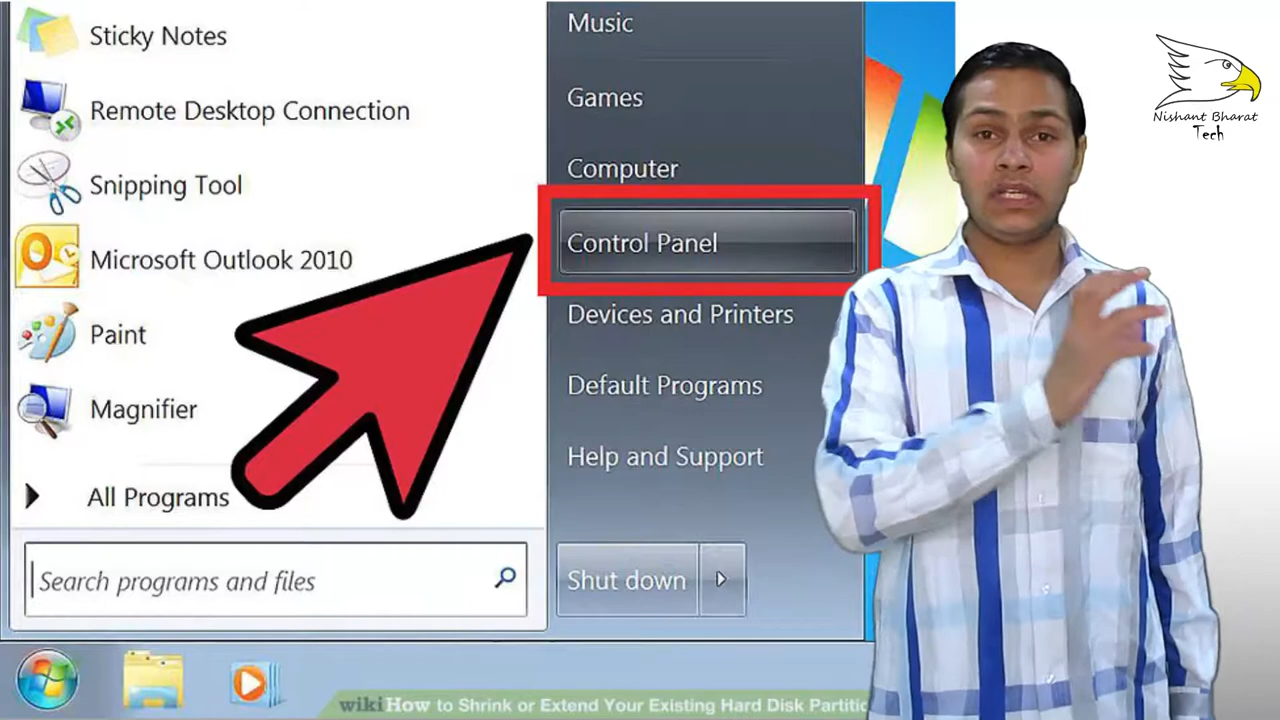 Sticky Notes
Remote Desktop Connection
Snipping Tool
Microsoft Outlook 2010
Paint
Magnifier
All Programs
Search programs and files
Music
Games
Computer
Control Panel
Devices and Printers
Default Programs
Help and Support
Shut down
wikiHow to Shrink or Extend Your Existing Hard Disk Partitio
Nishant Bharat
Tech